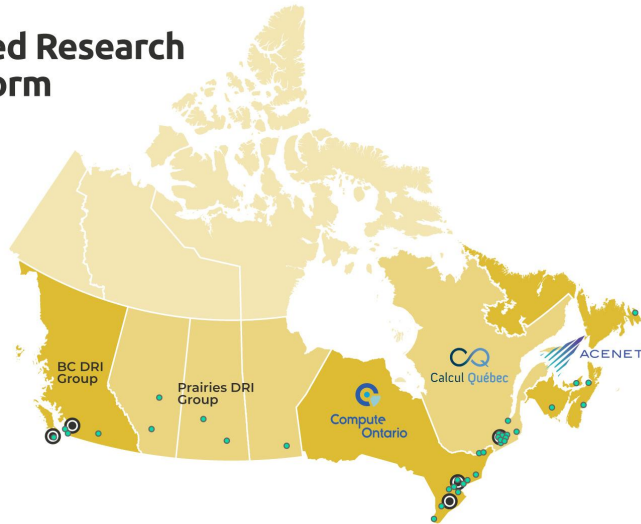 ed Research
orm
BC DRI
Group
Prairies DRI
Group
Compute
Ontario
Calcul Québec
ACENET